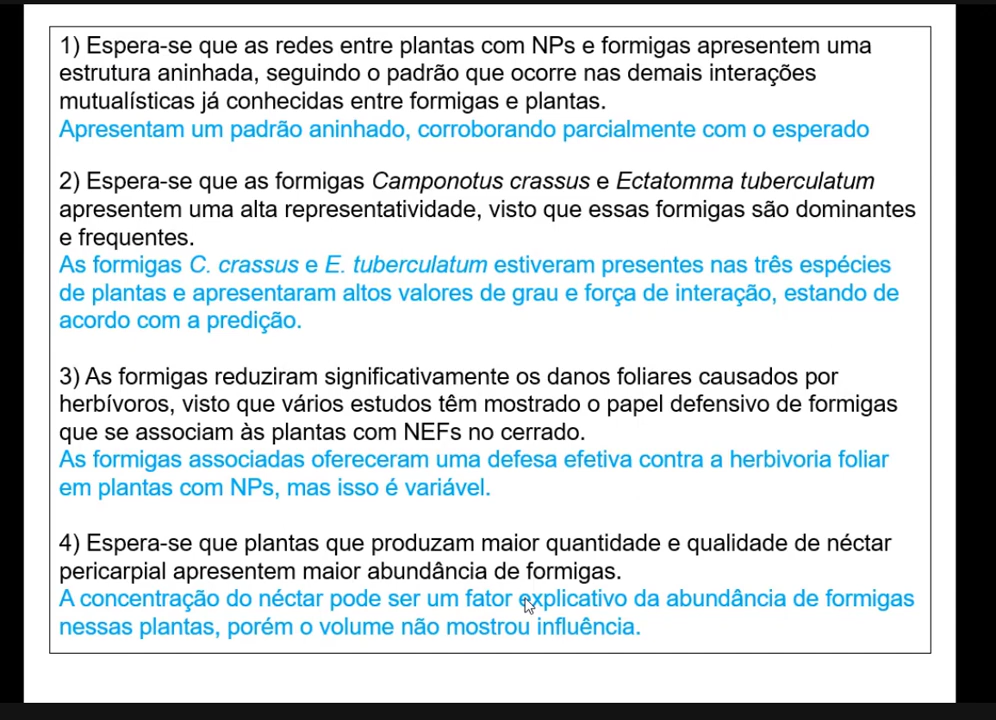 1) Espera-se que as redes entre plantas com NPs e formigas apresentem uma
estrutura aninhada, seguindo o padrão que ocorre nas demais interações
mutualísticas já conhecidas entre formigas e plantas.
Apresentam um padrão aninhado, corroborando parcialmente com o esperado
2) Espera-se que as formigas Camponotus crassus e Ectatomma tuberculatum
apresentem uma alta representatividade, visto que essas formigas são dominantes
e frequentes.
As formigas C. crassus e E. tuberculatum estiveram presentes nas três espécies
de plantas e apresentaram altos valores de grau e força de interação, estando de
acordo com a predição.
3) As formigas reduziram significativamente os danos foliares causados por
herbívoros, visto que vários estudos têm mostrado o papel defensivo de formigas
que se associam às plantas com NEFs no cerrado.
As formigas associadas ofereceram uma defesa efetiva contra a herbivoria foliar
em plantas com NPs, mas isso é variável.
4) Espera-se que plantas que produzam maior quantidade e qualidade de néctar
pericarpial apresentem maior abundância de formigas.
A concentração do néctar pode ser um fator explicativo da abundância de formigas
nessas plantas, porém o volume não mostrou influência.